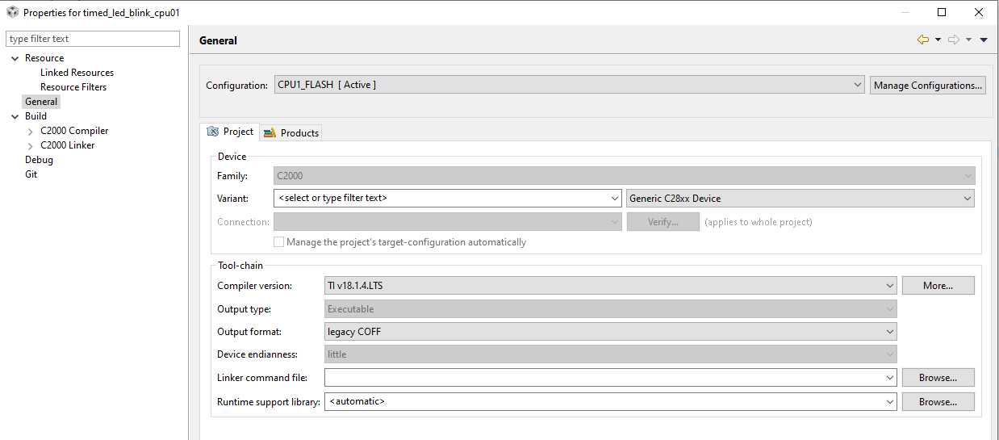 Properties for timed_led_blink_cpu01
type filter text
Resource
Linked Resources
Resource Filters
General
Build
C2000 Compiler
C2000 Linker
Debug
Git
General
Configuration: CPU1_FLASH [ Active ] Manage Configurations...
Project Products
Device
Family: C2000
Variant: <select or type filter text> Generic C28xx Device
Connection: Verify... (applies to whole project)
Manage the project's target-configuration automatically
Tool-chain
Compiler version: TI v18.1.4.LTS More...
Output type: Executable
Output format: legacy COFF
Device endianness: little
Linker command file: Browse...
Runtime support library: <automatic> Browse...